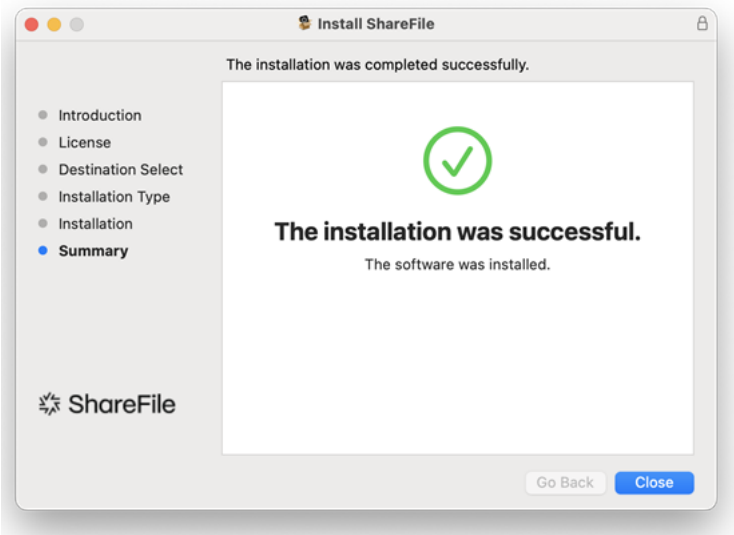 Install ShareFile
The installation was completed successfully.
Introduction
License
Destination Select
Installation Type
Installation
Summary
The installation was successful.
The software was installed.
ShareFile
Go Back
Close